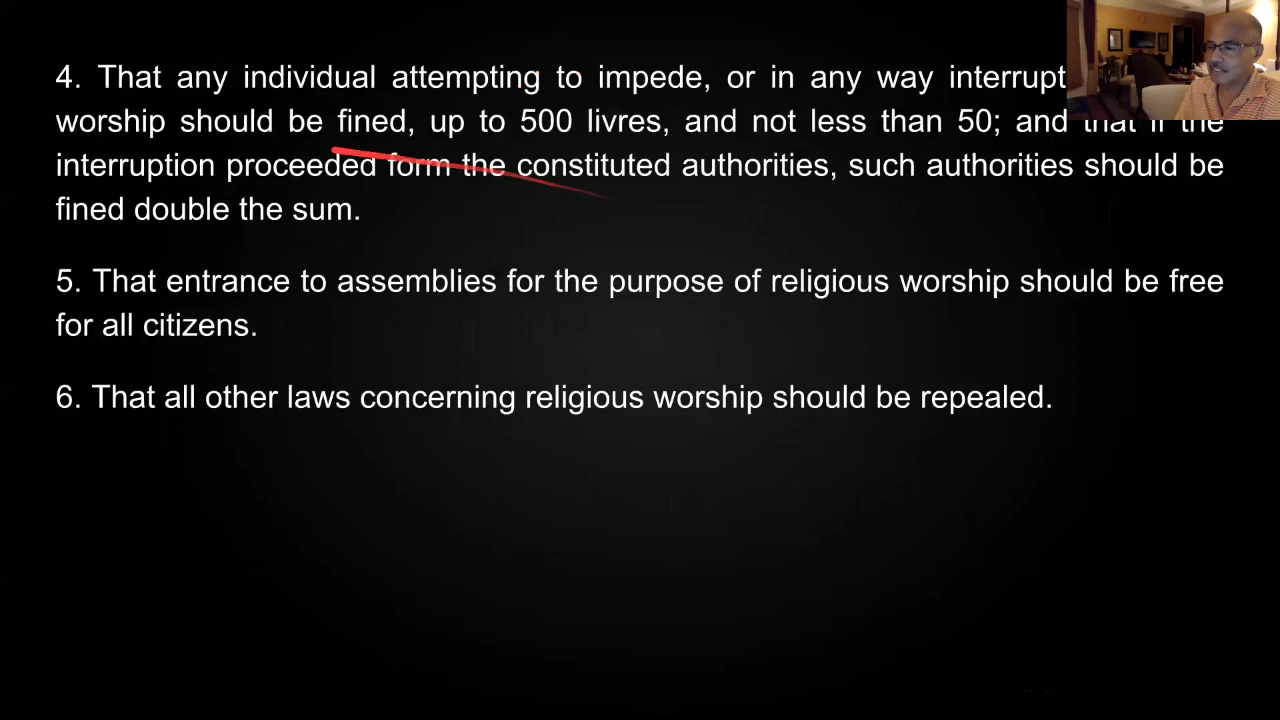 4. That any individual attempting to impede, or in any way interrupt
worship should be fined, up to 500 livres, and not less than 50; and that if the
interruption proceeded form the constituted authorities, such authorities should be
fined double the sum.
5. That entrance to assemblies for the purpose of religious worship should be free
for all citizens.
6. That all other laws concerning religious worship should be repealed.